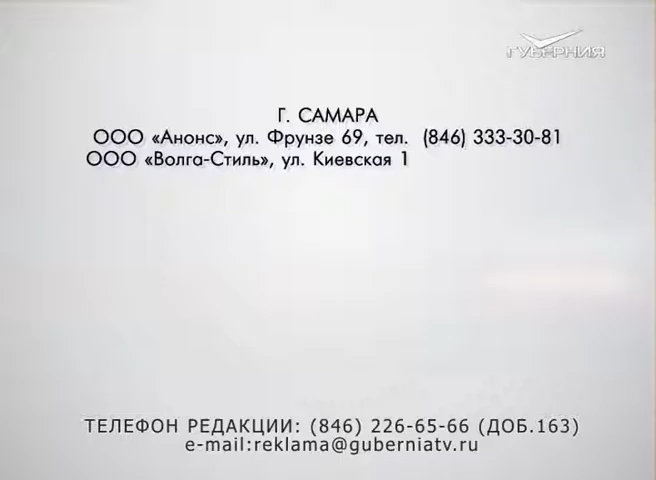 ГУБЕРНИЯ
Г. САМАРА
ООО «Анонс», ул. Фрунзе 69, тел. (846) 333-30-81
ООО «Волга-Стиль», ул. Киевская 1
ТЕЛЕФОН РЕДАКЦИИ: (846) 226-65-66 (ДОБ.163)
e-mail:reklama@guberniatv.ru